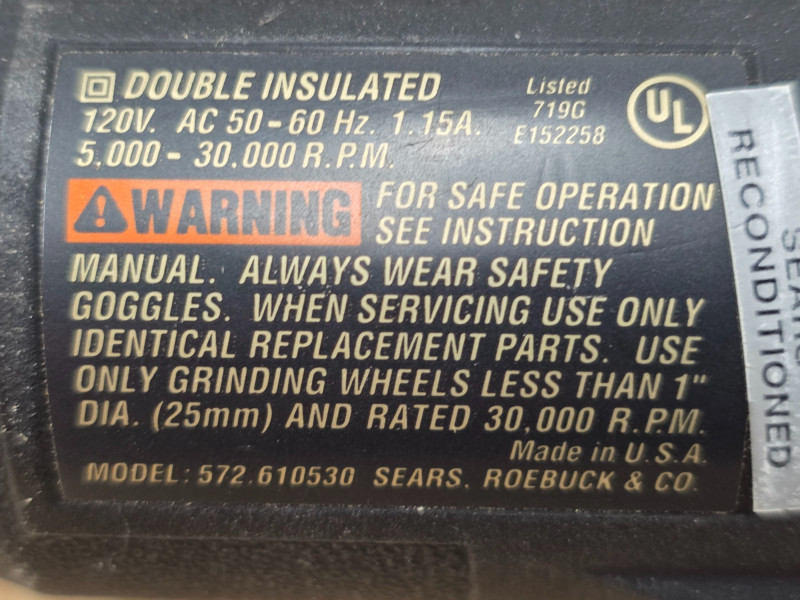 DOUBLE INSULATED
120V. AC 50-60 Hz. 1.15A.
5,000 - 30,000 R.P.M.
Listed
719G
E152258
UL
WARNING FOR SAFE OPERATION
SEE INSTRUCTION
MANUAL. ALWAYS WEAR SAFETY
GOGGLES. WHEN SERVICING USE ONLY
IDENTICAL REPLACEMENT PARTS. USE
ONLY GRINDING WHEELS LESS THAN 1"
DIA. (25mm) AND RATED 30,000 R.P.M.
Made in U.S.A.
MODEL: 572.610530 SEARS, ROEBUCK & CO.
SEARS
RECONDITIONED